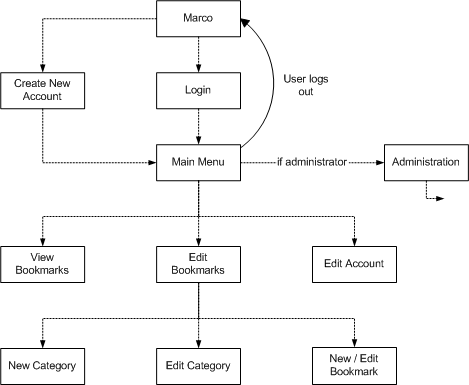 Marco
Create New
Account
Login
User logs
out
Main Menu
if administrator
Administration
View
Bookmarks
Edit
Bookmarks
Edit Account
New Category
Edit Category
New / Edit
Bookmark